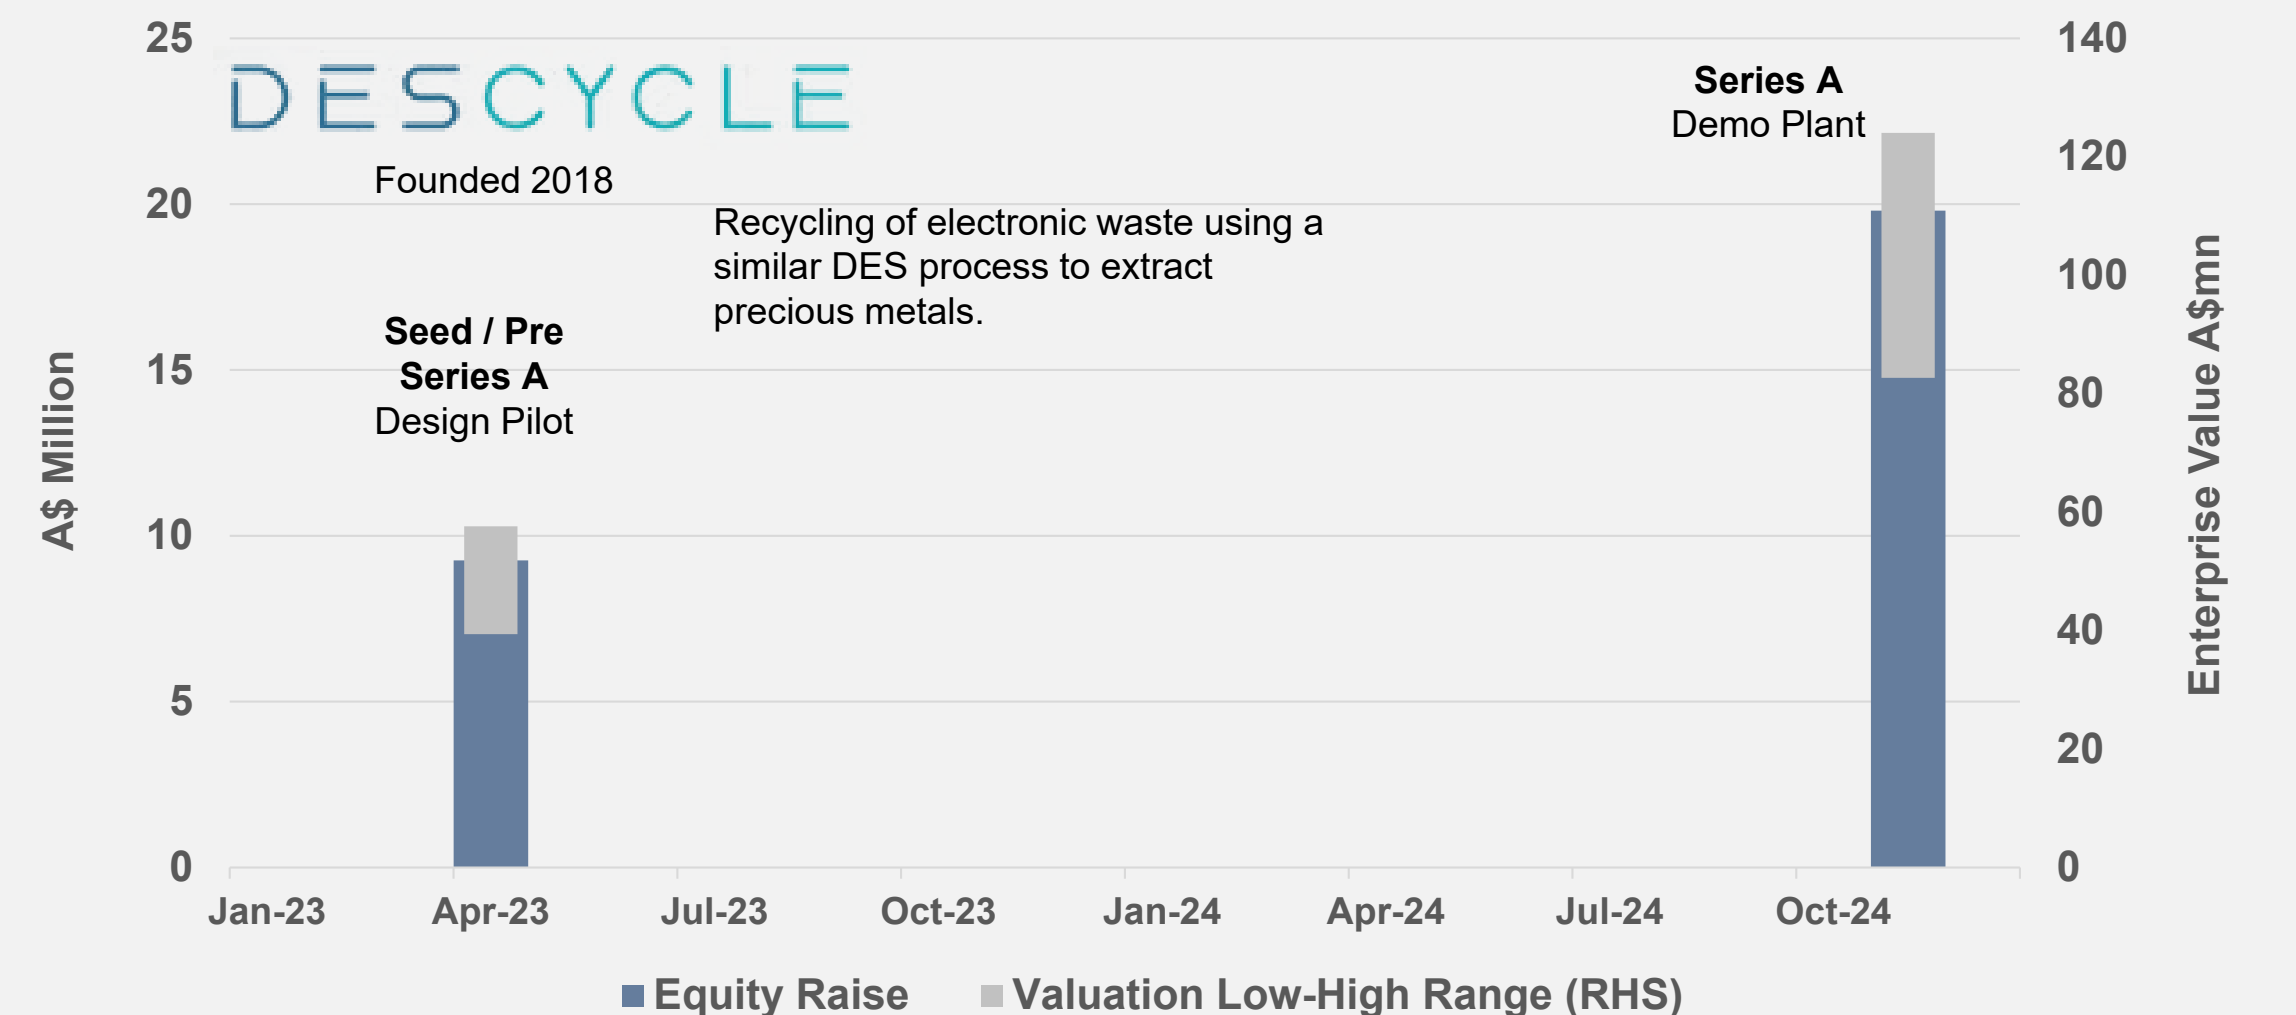 DESCYCLE
Founded 2018
Recycling of electronic waste using a
similar DES process to extract
precious metals.
Seed / Pre
Series A
Design Pilot
Series A
Demo Plant
A$ Million
25
20
15
10
5
0
Enterprise Value A$mn
140
120
100
80
60
40
20
0
Jan-23 Apr-23 Jul-23 Oct-23 Jan-24 Apr-24 Jul-24 Oct-24
Equity Raise Valuation Low-High Range (RHS)